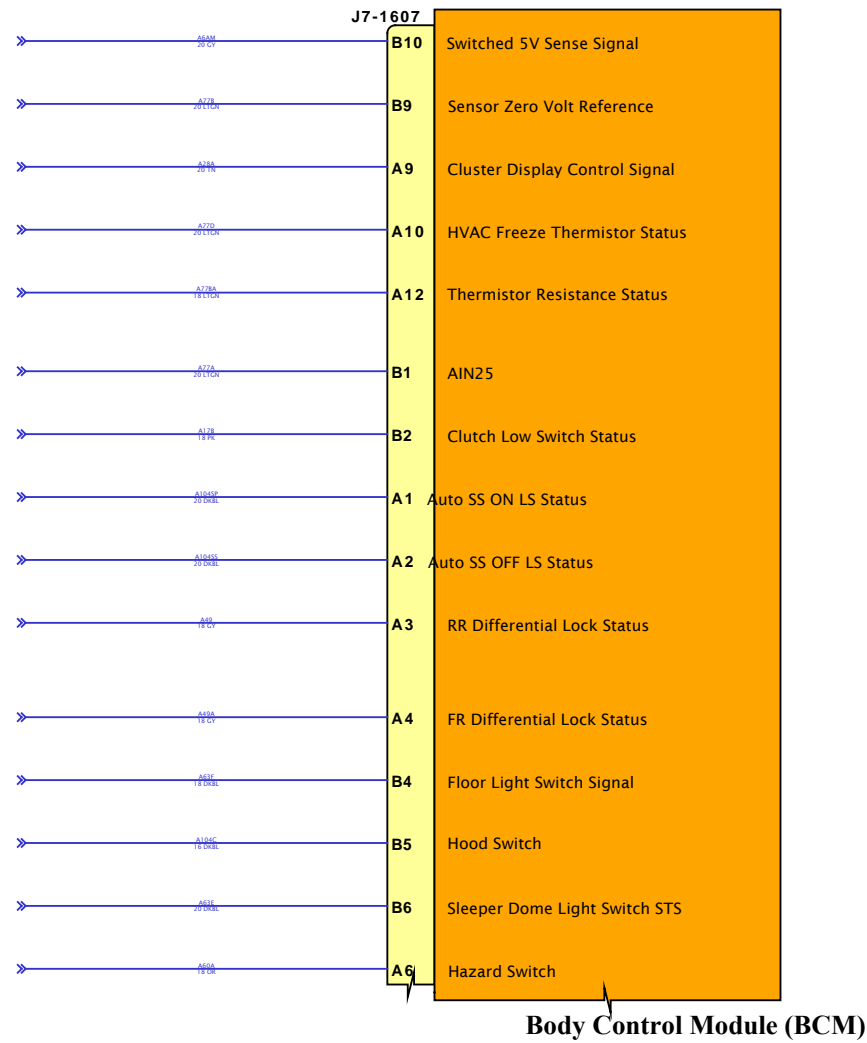 J7-1607
A6AM
20 GY
B10 Switched 5V Sense Signal
A77B
20 LTGN
B9 Sensor Zero Volt Reference
A28A
20 TN
A9 Cluster Display Control Signal
A77D
20 LTGN
A10 HVAC Freeze Thermistor Status
A77BA
18 LTGN
A12 Thermistor Resistance Status
A77A
20 LTGN
B1 AIN25
A17B
18 PK
B2 Clutch Low Switch Status
A104SP
20 DKBL
A1 Auto SS ON LS Status
A104SS
20 DKBL
A2 Auto SS OFF LS Status
A49
18 GY
A3 RR Differential Lock Status
A49A
18 GY
A4 FR Differential Lock Status
A63F
18 DKBL
B4 Floor Light Switch Signal
A104C
16 DKBL
B5 Hood Switch
A63E
20 DKBL
B6 Sleeper Dome Light Switch STS
A60A
18 OR
A6 Hazard Switch
Body Control Module (BCM)